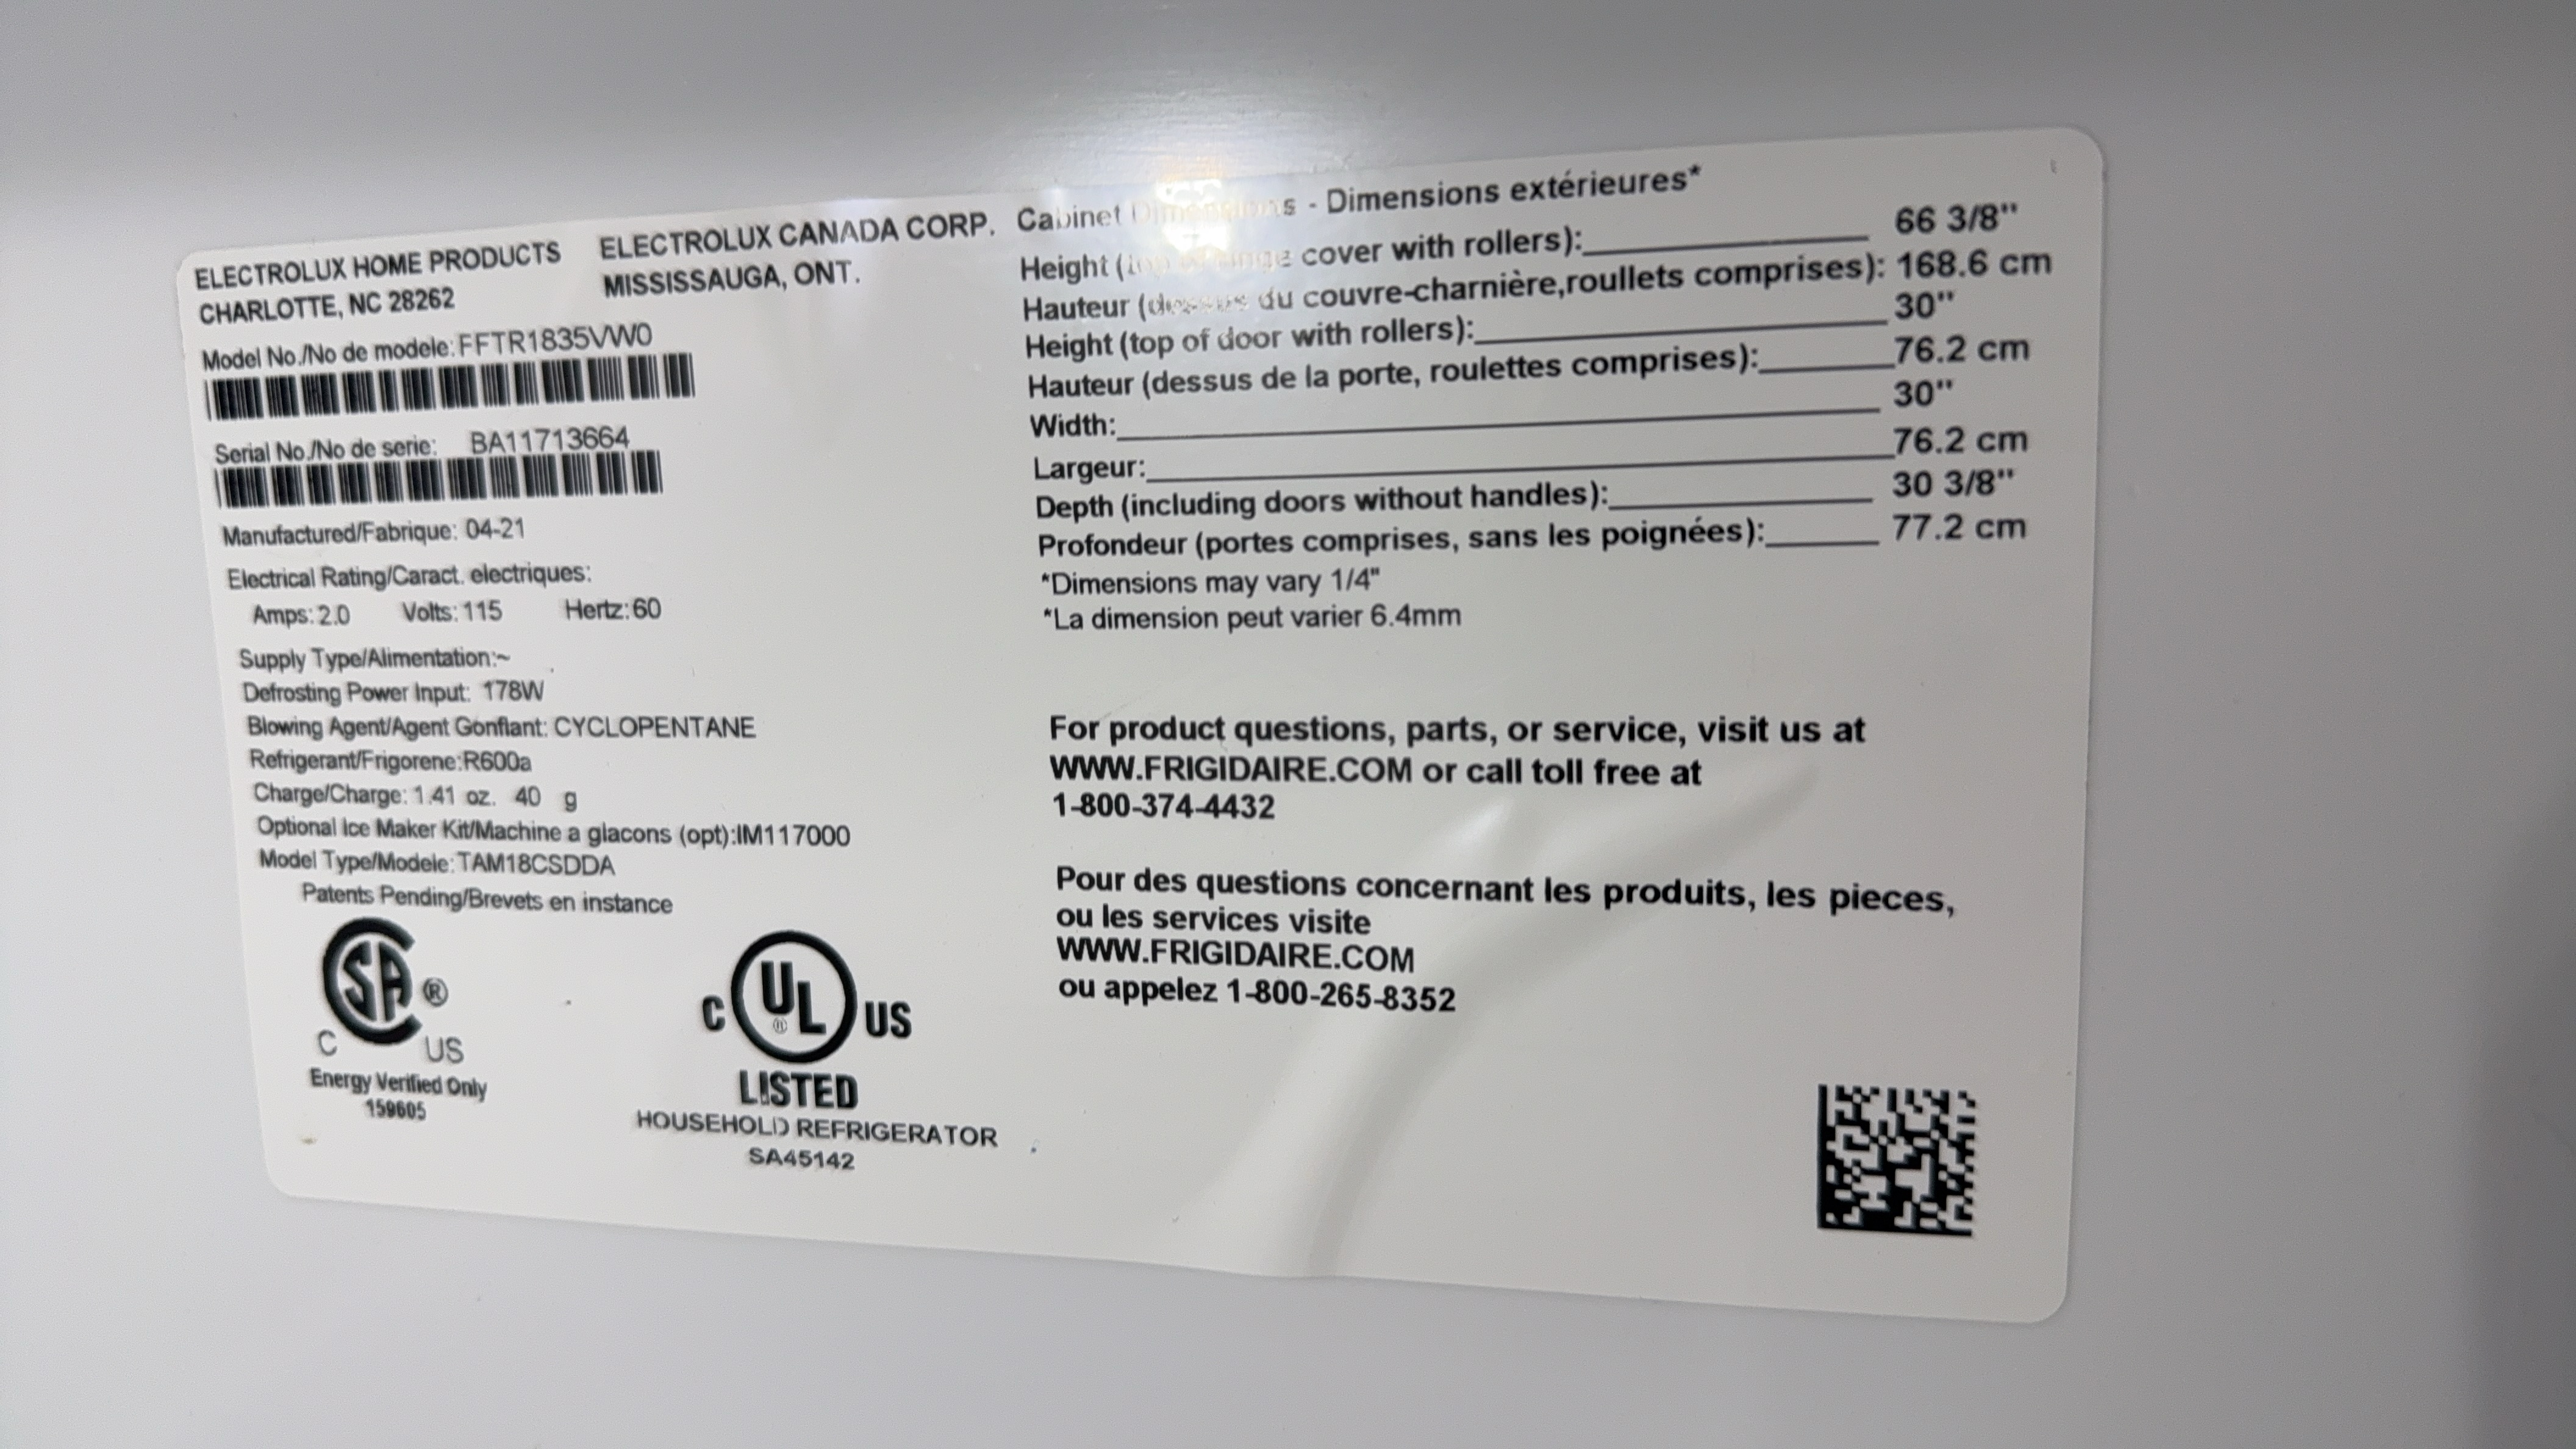 ELECTROLUX HOME PRODUCTS
CHARLOTTE, NC 28262
ELECTROLUX CANADA CORP.
MISSISSAUGA, ONT.
Model No./No de modele:FFTR1835VW0
Serial No./No de serie: BA11713664
Manufactured/Fabrique: 04-21
Electrical Rating/Caract. electriques:
Amps: 2.0 Volts: 115 Hertz: 60
Supply Type/Alimentation:~
Defrosting Power Input: 178W
Blowing Agent/Agent Gonflant: CYCLOPENTANE
Refrigerant/Frigorene:R600a
Charge/Charge: 1.41 oz. 40 g
Optional Ice Maker Kit/Machine a glacons (opt):IM117000
Model Type/Modele: TAM18CSDDA
Patents Pending/Brevets en instance
SA ®
C US
Energy Verified Only
159605
C UL ® US
LISTED
HOUSEHOLD REFRIGERATOR
SA45142
Cabinet Dimensions - Dimensions extérieures*
Height (top of hinge cover with rollers): 66 3/8"
Hauteur (dessus du couvre-charnière,roullets comprises): 168.6 cm
Height (top of door with rollers): 30"
Hauteur (dessus de la porte, roulettes comprises): 76.2 cm
Width: 30"
Largeur: 76.2 cm
Depth (including doors without handles): 30 3/8"
Profondeur (portes comprises, sans les poignées): 77.2 cm
*Dimensions may vary 1/4"
*La dimension peut varier 6.4mm
For product questions, parts, or service, visit us at
WWW.FRIGIDAIRE.COM or call toll free at
1-800-374-4432
Pour des questions concernant les produits, les pieces,
ou les services visite
WWW.FRIGIDAIRE.COM
ou appelez 1-800-265-8352